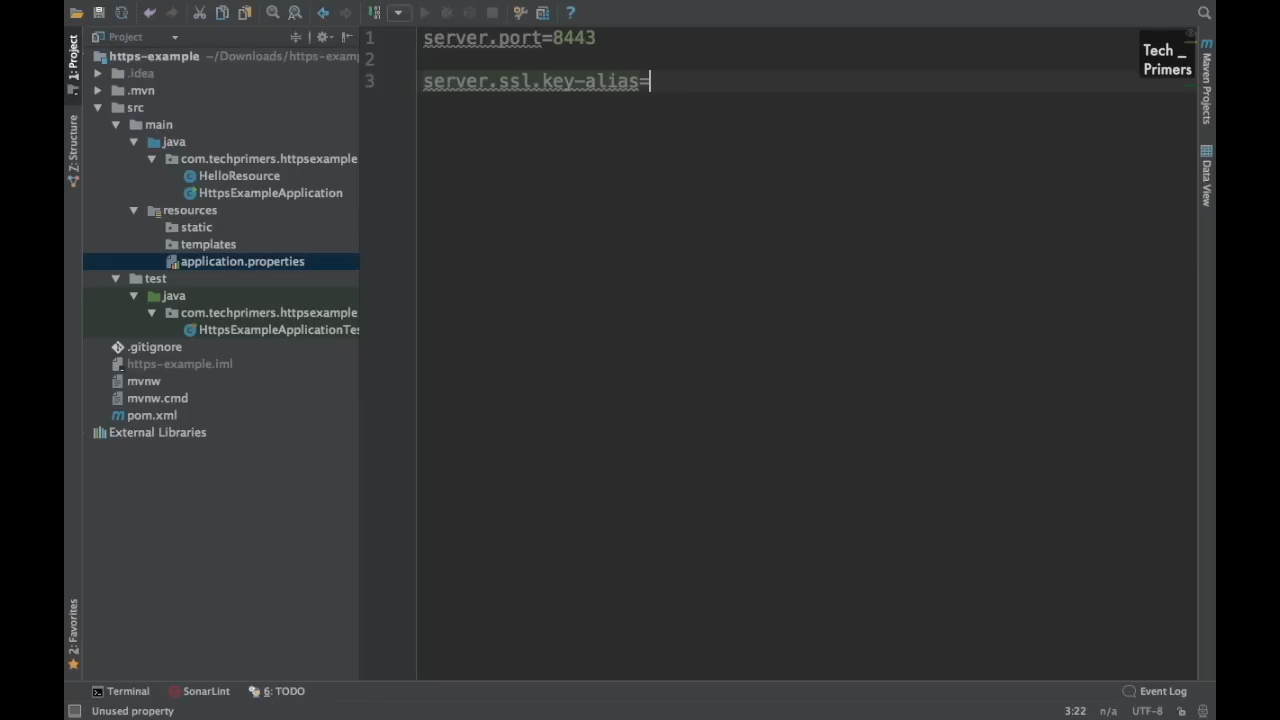 Project
1 server.port=8443
2
3 server.ssl.key-alias=
Tech _
Primers
1: Project
Z: Structure
2: Favorites
https-example ~/Downloads/https-exam
.idea
.mvn
src
main
java
com.techprimers.httpsexample
HelloResource
HttpsExampleApplication
resources
static
templates
application.properties
test
java
com.techprimers.httpsexample
HttpsExampleApplicationTes
.gitignore
https-example.iml
mvnw
mvnw.cmd
pom.xml
External Libraries
Maven Projects
Data View
Terminal
SonarLint
6: TODO
Event Log
Unused property
3:22
n/a
UTF-8